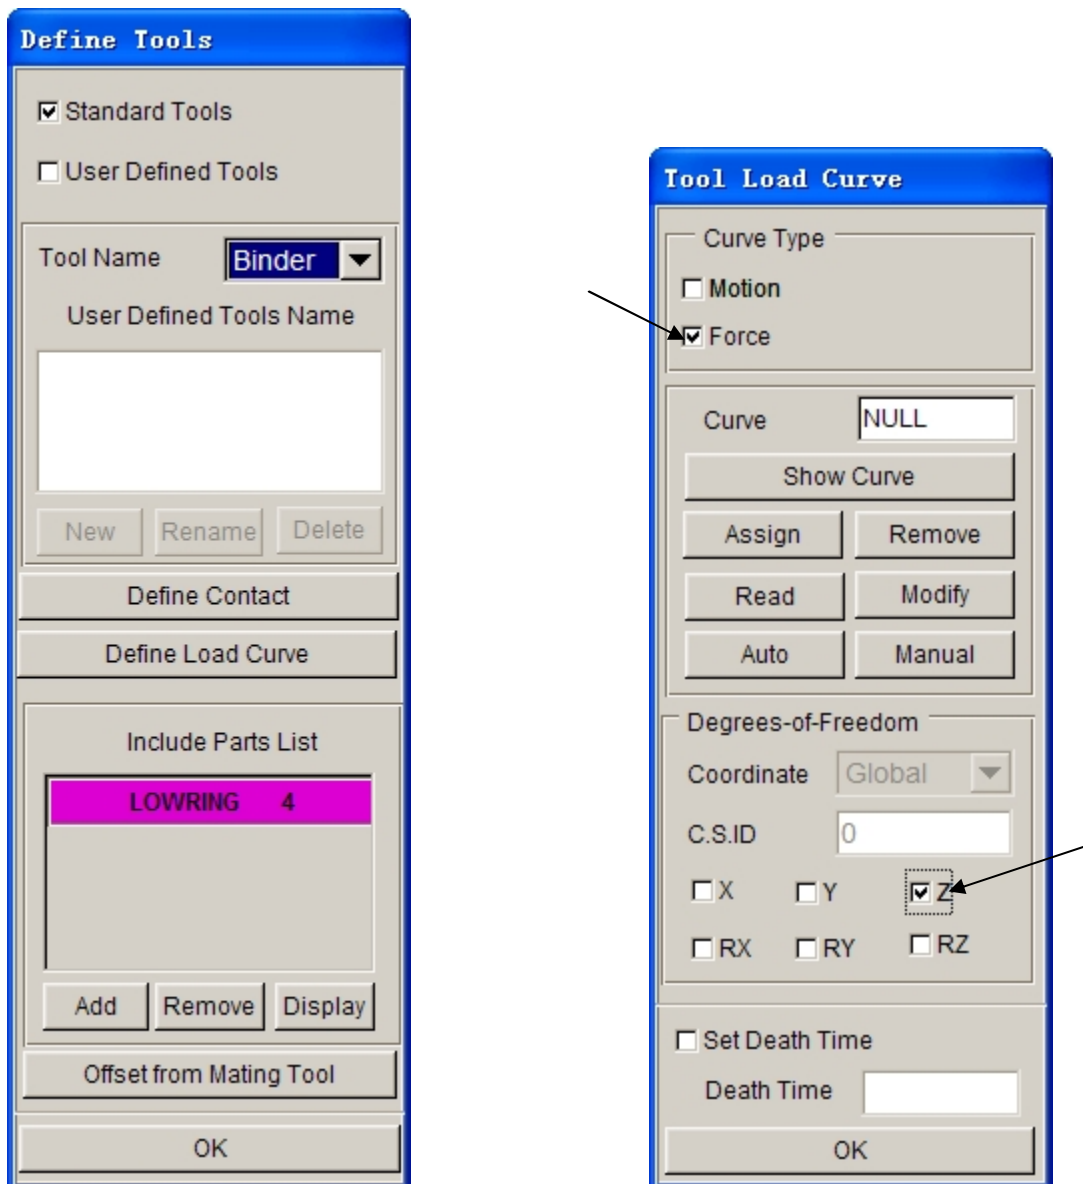 Define Tools
Standard Tools
User Defined Tools
Tool Name Binder
User Defined Tools Name
New Rename Delete
Define Contact
Define Load Curve
Include Parts List
LOWRING 4
Add Remove Display
Offset from Mating Tool
OK
Tool Load Curve
Curve Type
Motion
Force
Curve NULL
Show Curve
Assign Remove
Read Modify
Auto Manual
Degrees-of-Freedom
Coordinate Global
C.S.ID 0
X Y Z
RX RY RZ
Set Death Time
Death Time
OK